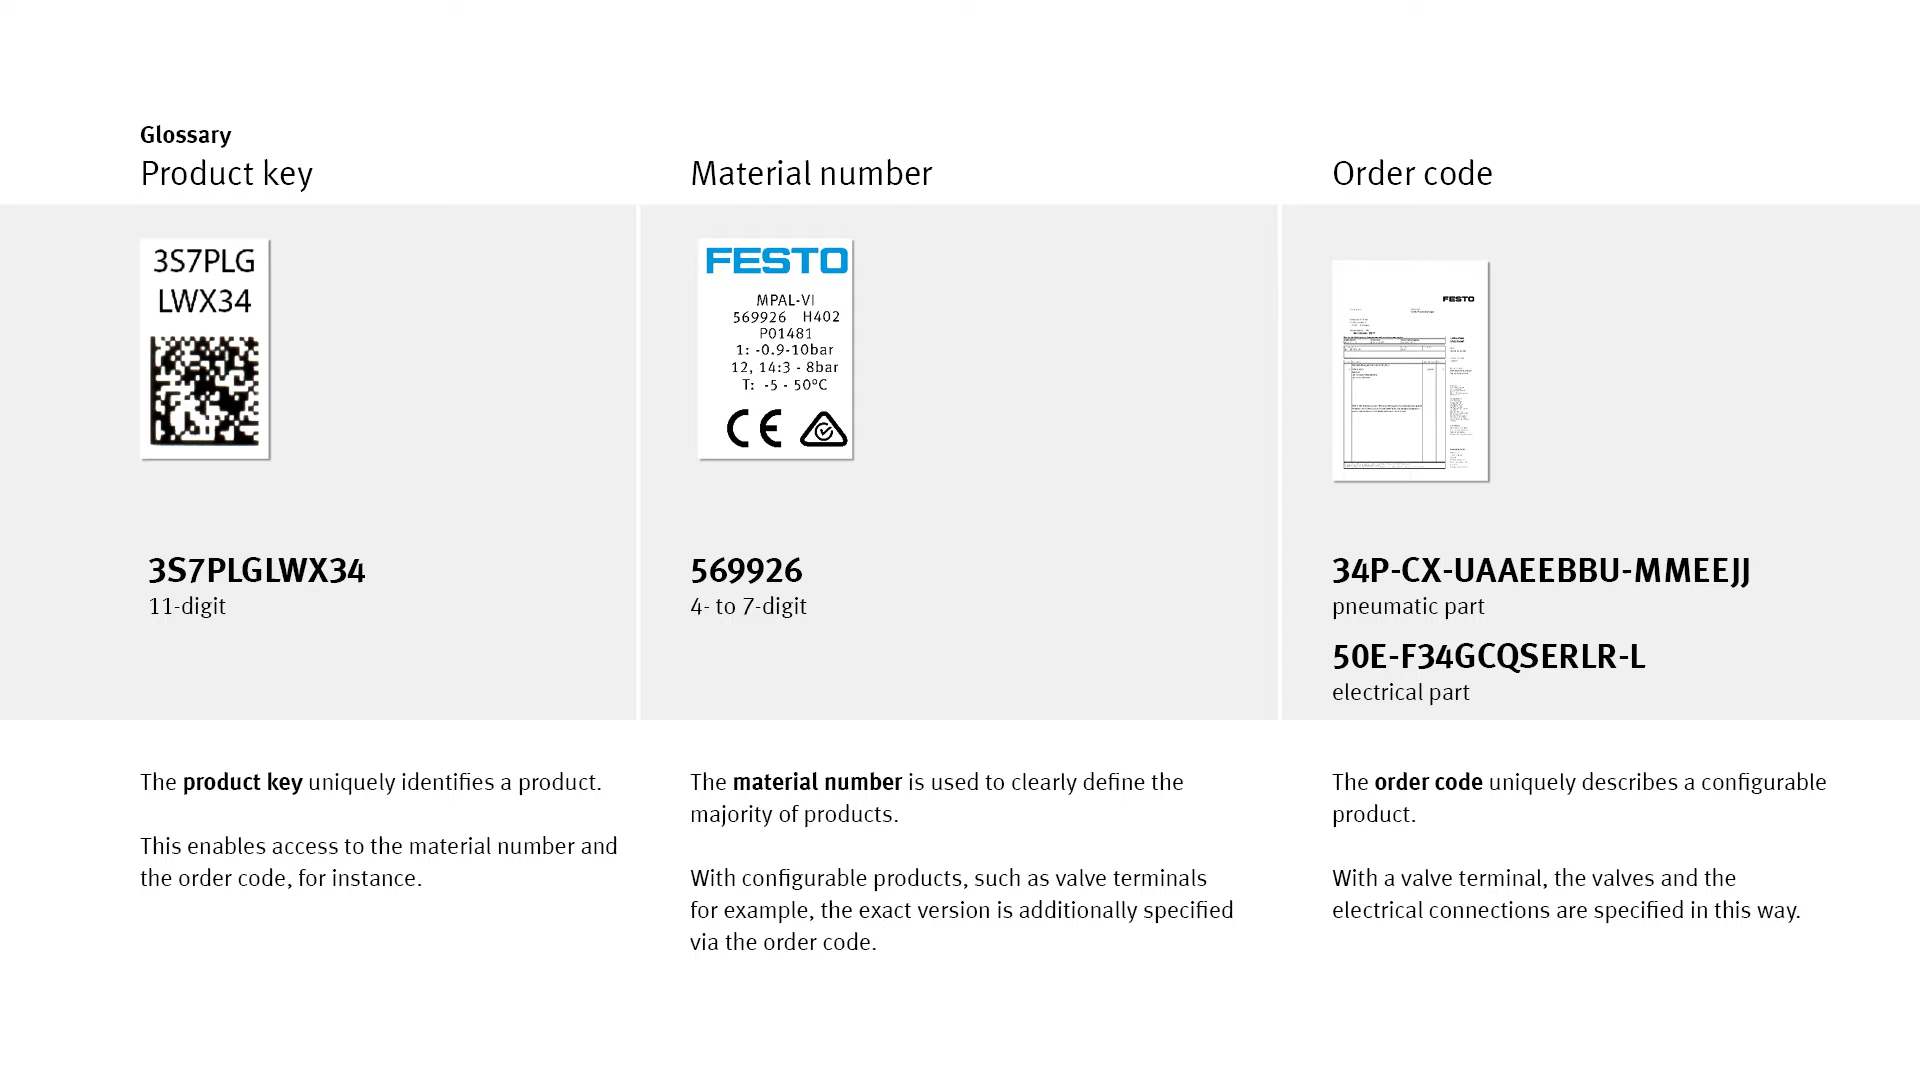 Glossary
Product key
3S7PLG
LWX34
3S7PLGLWX34
11-digit
The product key uniquely identifies a product.
This enables access to the material number and
the order code, for instance.
Material number
FESTO
MPAL-VI
569926 H402
P01481
1: -0.9-10bar
12, 14:3 - 8bar
T: -5 - 50°C
CE
569926
4- to 7-digit
The material number is used to clearly define the
majority of products.
With configurable products, such as valve terminals
for example, the exact version is additionally specified
via the order code.
Order code
FESTO
34P-CX-UAAEEBBU-MMEEJJ
pneumatic part
50E-F34GCQSERLR-L
electrical part
The order code uniquely describes a configurable
product.
With a valve terminal, the valves and the
electrical connections are specified in this way.